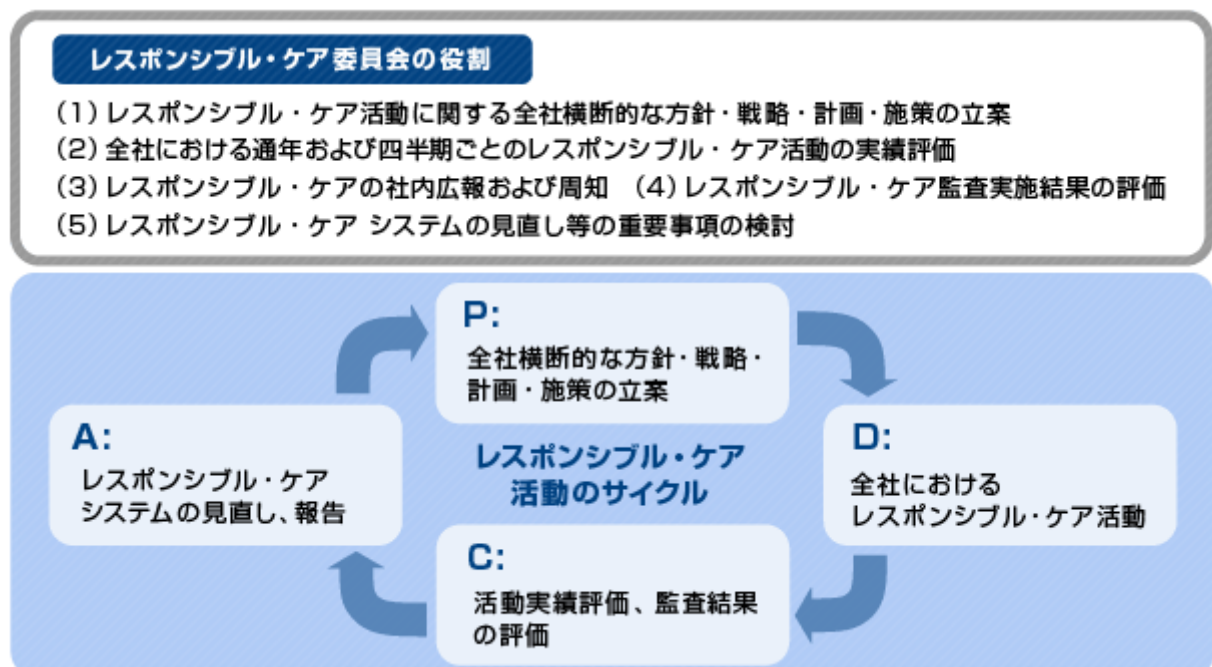 レスポンシブル・ケア委員会の役割
(1)レスポンシブル・ケア活動に関する全社横断的な方針・戦略・計画・施策の立案
(2)全社における通年および四半期ごとのレスポンシブル・ケア活動の実績評価
(3)レスポンシブル・ケアの社内広報および周知 (4)レスポンシブル・ケア監査実施結果の評価
(5)レスポンシブル・ケア システムの見直し等の重要事項の検討
P:
全社横断的な方針・戦略・
計画・施策の立案
A:
レスポンシブル・ケア
システムの見直し、報告
レスポンシブル・ケア
活動のサイクル
D:
全社における
レスポンシブル・ケア活動
C:
活動実績評価、監査結果
の評価